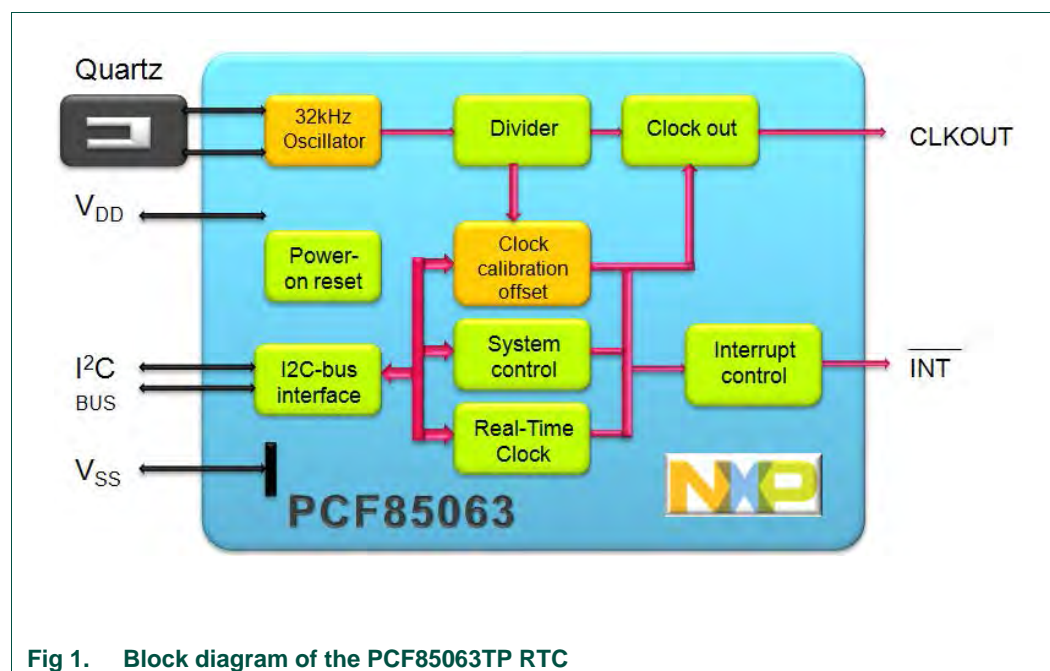 Quartz
32kHz
Oscillator
Divider
Clock out
CLKOUT
VDD
Power-
on reset
Clock
calibration
offset
I2C
BUS
I2C-bus
interface
System
control
Interrupt
control
INT
Real-Time
Clock
VSS
PCF85063
NXP
Fig 1. Block diagram of the PCF85063TP RTC